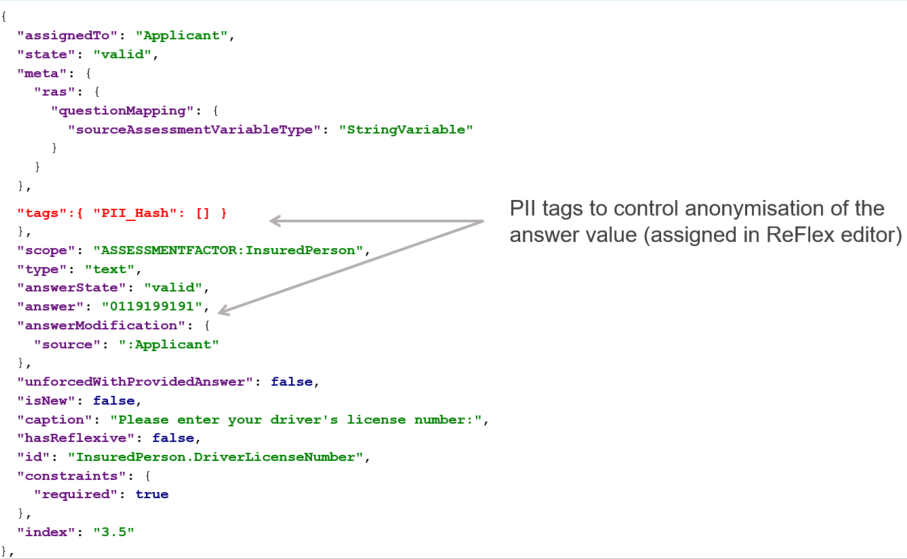 {
"assignedTo": "Applicant",
"state": "valid",
"meta": {
"ras": {
"questionMapping": {
"sourceAssessmentVariableType": "StringVariable"
}
}
},
"tags":{ "PII_Hash": [] }
},
"scope": "ASSESSMENTFACTOR:InsuredPerson",
"type": "text",
"answerState": "valid",
"answer": "0119199191",
"answerModification": {
"source": ":Applicant"
},
"unforcedWithProvidedAnswer": false,
"isNew": false,
"caption": "Please enter your driver's license number:",
"hasReflexive": false,
"id": "InsuredPerson.DriverLicenseNumber",
"constraints": {
"required": true
},
"index": "3.5"
},
PII tags to control anonymisation of the
answer value (assigned in ReFlex editor)